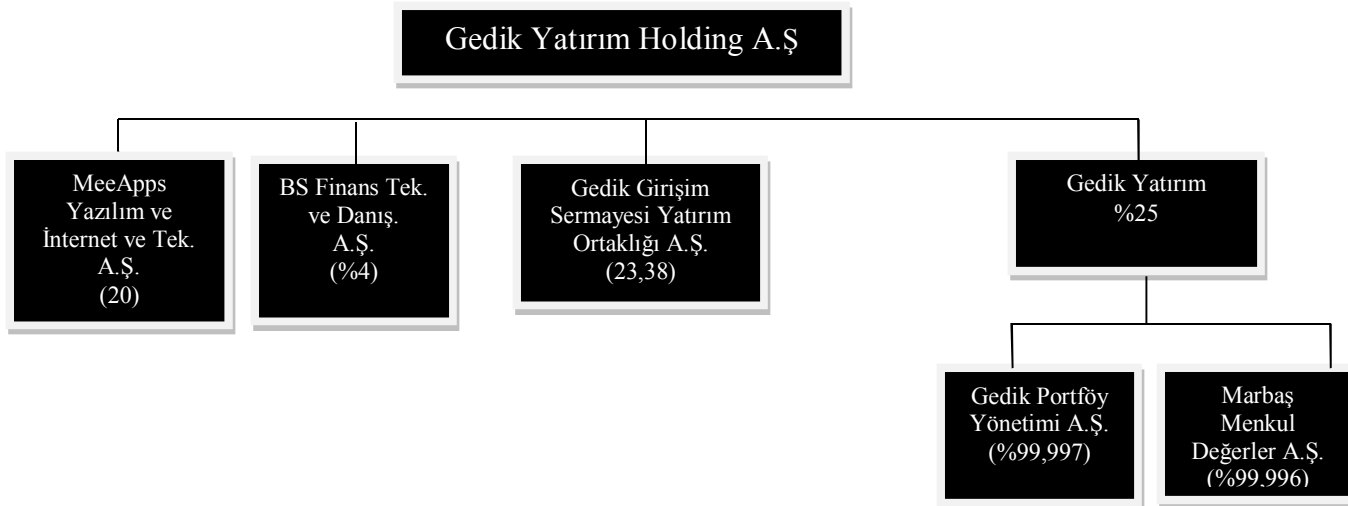 Gedik Yatırım Holding A.Ş
MeeApps
Yazılım ve
İnternet ve Tek.
A.Ş.
(20)
BS Finans Tek.
ve Danış.
A.Ş.
(%4)
Gedik Girişim
Sermayesi Yatırım
Ortaklığı A.Ş.
(23,38)
Gedik Yatırım
%25
Gedik Portföy
Yönetimi A.Ş.
(%99,997)
Marbaş
Menkul
Değerler A.Ş.
(%99,996)